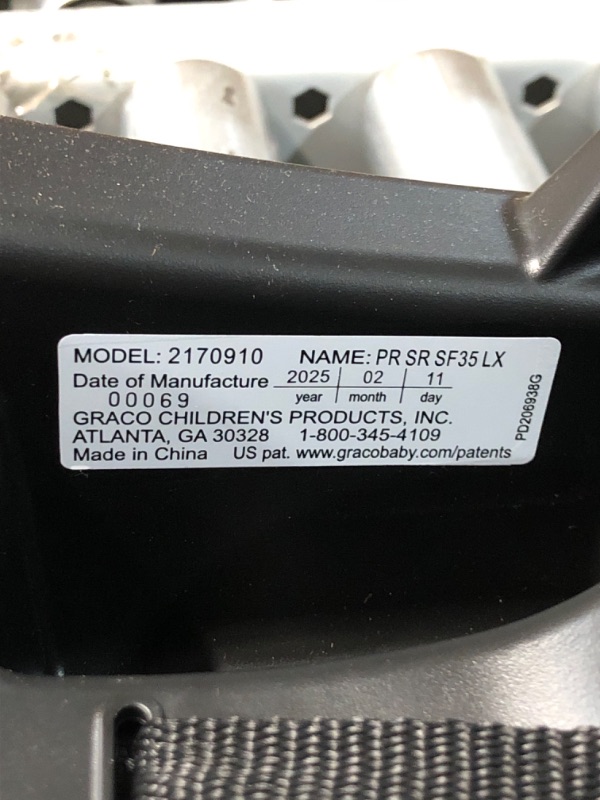 MODEL: 2170910 NAME: PR SR SF35 LX
Date of Manufacture 2025 02 11
00069 year month day
GRACO CHILDREN'S PRODUCTS, INC.
ATLANTA, GA 30328 1-800-345-4109
Made in China US pat. www.gracobaby.com/patents
PD206938G